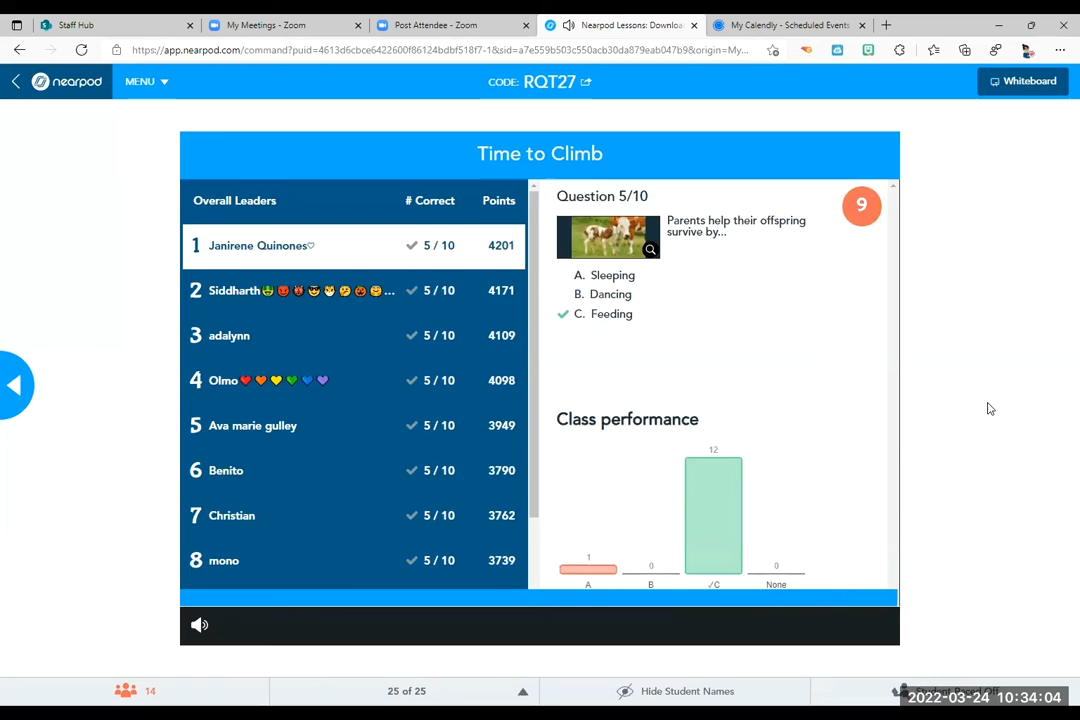 Staff Hub
My Meetings - Zoom
Post Attendee - Zoom
Nearpod Lessons: Downloa
My Calendly - Scheduled Events
https://app.nearpod.com/command?puid=4613d6cbce6422600f86124bdbf518f7-1&sid=a7e559b503c550acb30da879eab047b9&origin=My...
nearpod
MENU
CODE: RQT27
Whiteboard
Time to Climb
Overall Leaders # Correct Points
1 Janirene Quinones♡ 5 / 10 4201
2 Siddharth ... 5 / 10 4171
3 adalynn 5 / 10 4109
4 Olmo❤️🧡💛💚💙💜 5 / 10 4098
5 Ava marie gulley 5 / 10 3949
6 Benito 5 / 10 3790
7 Christian 5 / 10 3762
8 mono 5 / 10 3739
Question 5/10
9
Parents help their offspring
survive by...
A. Sleeping
B. Dancing
✓ C. Feeding
Class performance
12
1
0
0
A B ✓C None
14
25 of 25
Hide Student Names
2022-03-24 10:34:04